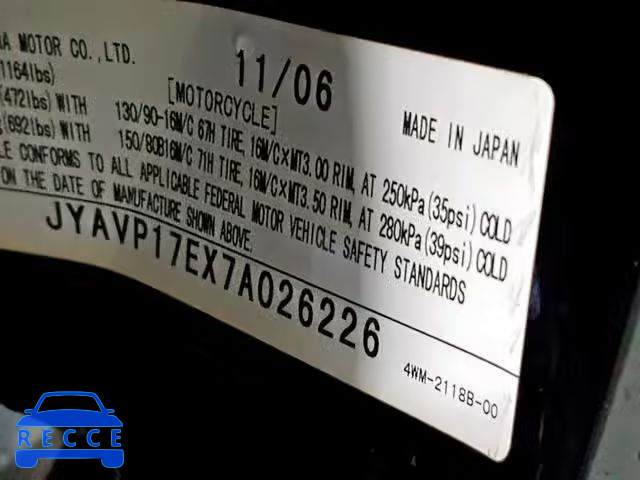 MOTOR CO.,LTD.
11/06
1164lbs)
[MOTORCYCLE]
MADE IN JAPAN
(472lbs) WITH 130/90-16M/C 67H TIRE, 16M/C×MT3.00 RIM, AT 250kPa(35psi)COLD
(692lbs) WITH 150/80B16M/C 71H TIRE, 16M/C×MT3.50 RIM, AT 280kPa(39psi)COLD
CONFORMS TO ALL APPLICABLE FEDERAL MOTOR VEHICLE SAFETY STANDARDS
ON THE DATE OF MANUFACTURE SHOWN ABOVE.
JYAVP17EX7A026226
4WM-2118B-00
RECCE